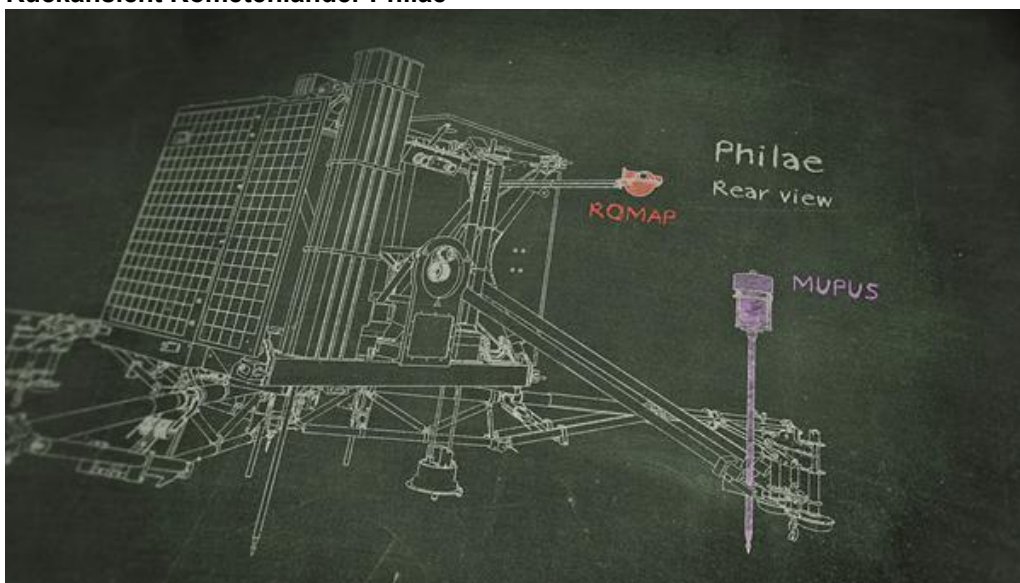 Rückansicht Kometenlander Philae
Philae
Rear view
ROMAP
MUPUS